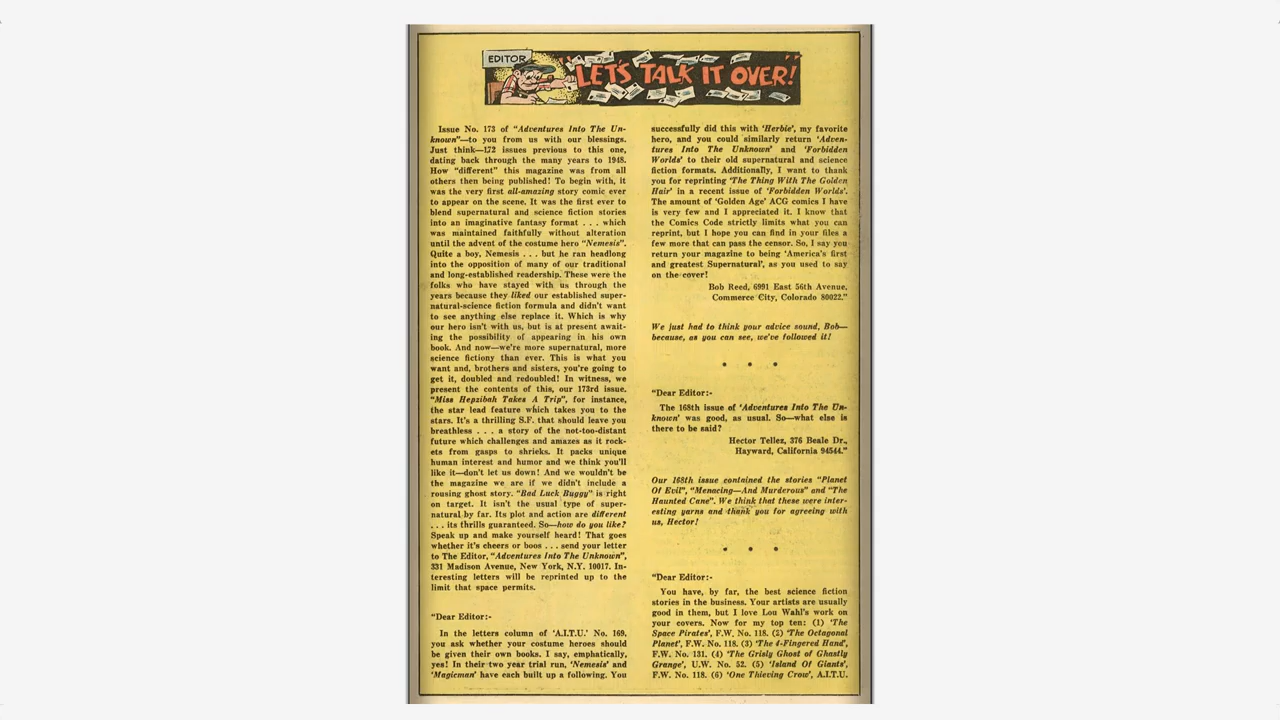 EDITOR
"LET'S TALK IT OVER!"
Issue No. 173 of "Adventures Into The Un-
known"—to you from us with our blessings.
Just think—172 issues previous to this one,
dating back through the many years to 1948.
How "different" this magazine was from all
others then being published! To begin with, it
was the very first all-amazing story comic ever
to appear on the scene. It was the first ever to
blend supernatural and science fiction stories
into an imaginative fantasy format . . . which
was maintained faithfully without alteration
until the advent of the costume hero "Nemesis".
Quite a boy, Nemesis . . . but he ran headlong
into the opposition of many of our traditional
and long-established readership. These were the
folks who have stayed with us through the
years because they liked our established super-
natural-science fiction formula and didn't want
to see anything else replace it. Which is why
our hero isn't with us, but is at present await-
ing the possibility of appearing in his own
book. And now—we're more supernatural, more
science fictiony than ever. This is what you
want and, brothers and sisters, you're going to
get it, doubled and redoubled! In witness, we
present the contents of this, our 173rd issue.
"Miss Hepzibah Takes A Trip", for instance,
the star lead feature which takes you to the
stars. It's a thrilling S.F. that should leave you
breathless . . . a story of the not-too-distant
future which challenges and amazes as it rock-
ets from gasps to shrieks. It packs unique
human interest and humor and we think you'll
like it—don't let us down! And we wouldn't be
the magazine we are if we didn't include a
rousing ghost story. "Bad Luck Buggy" is right
on target. It isn't the usual type of super-
natural by far. Its plot and action are different
. . . its thrills guaranteed. So—how do you like?
Speak up and make yourself heard! That goes
whether it's cheers or boos . . . send your letter
to The Editor, "Adventures Into The Unknown",
331 Madison Avenue, New York, N.Y. 10017. In-
teresting letters will be reprinted up to the
limit that space permits.
"Dear Editor:-
In the letters column of 'A.I.T.U.' No. 169,
you ask whether your costume heroes should
be given their own books. I say, emphatically,
yes! In their two year trial run, 'Nemesis' and
'Magicman' have each built up a following. You
successfully did this with 'Herbie', my favorite
hero, and you could similarly return 'Adven-
tures Into The Unknown' and 'Forbidden
Worlds' to their old supernatural and science
fiction formats. Additionally, I want to thank
you for reprinting 'The Thing With The Golden
Hair' in a recent issue of 'Forbidden Worlds'.
The amount of 'Golden Age' ACG comics I have
is very few and I appreciated it. I know that
the Comics Code strictly limits what you can
reprint, but I hope you can find in your files a
few more that can pass the censor. So, I say you
return your magazine to being 'America's first
and greatest Supernatural', as you used to say
on the cover!
Bob Reed, 6991 East 56th Avenue,
Commerce City, Colorado 80022."
We just had to think your advice sound, Bob—
because, as you can see, we've followed it!
* * *
"Dear Editor:-
The 168th issue of 'Adventures Into The Un-
known' was good, as usual. So—what else is
there to be said?
Hector Tellez, 376 Beale Dr.,
Hayward, California 94544."
Our 168th issue contained the stories "Planet
Of Evil", "Menacing—And Murderous" and "The
Haunted Cane". We think that these were inter-
esting yarns and thank you for agreeing with
us, Hector!
* * *
"Dear Editor:-
You have, by far, the best science fiction
stories in the business. Your artists are usually
good in them, but I love Lou Wahl's work on
your covers. Now for my top ten: (1) 'The
Space Pirates', F.W. No. 118. (2) 'The Octagonal
Planet', F.W. No. 118. (3) 'The 4-Fingered Hand',
F.W. No. 131. (4) 'The Grisly Ghost of Ghastly
Grange', U.W. No. 52. (5) 'Island Of Giants',
F.W. No. 118. (6) 'One Thieving Crow', A.I.T.U.